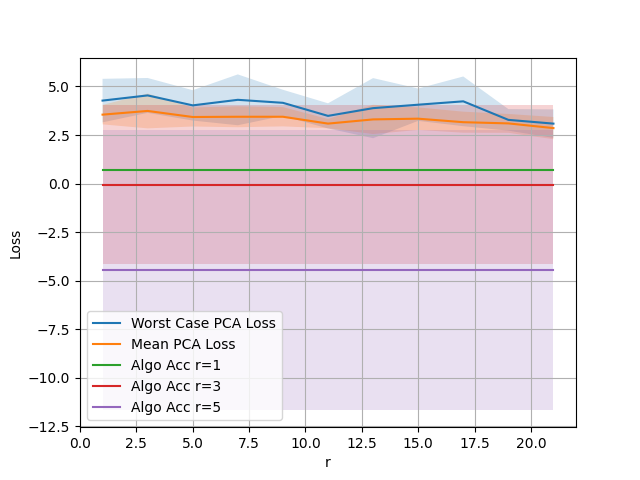 5.0
2.5
0.0
−2.5
−5.0
−7.5
−10.0
−12.5
Loss
Worst Case PCA Loss
Mean PCA Loss
Algo Acc r=1
Algo Acc r=3
Algo Acc r=5
0.0 2.5 5.0 7.5 10.0 12.5 15.0 17.5 20.0
r